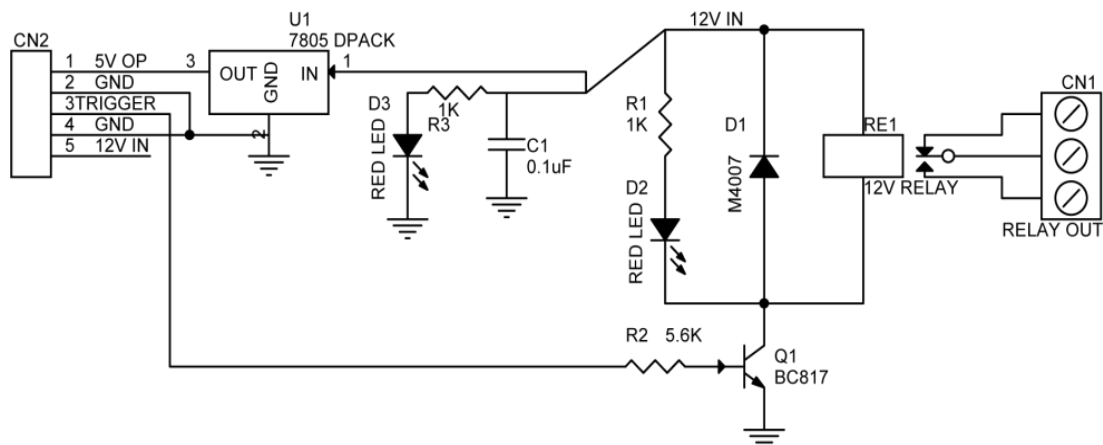 CN2
1 5V OP 3
2 GND
3TRIGGER
4 GND
5 12V IN
U1
7805 DPACK
OUT GND IN
1
2
D3
RED LED
1K
R3
C1
0.1uF
12V IN
R1
1K
D2
RED LED
D1
M4007
RE1
12V RELAY
CN1
RELAY OUT
R2 5.6K
Q1
BC817